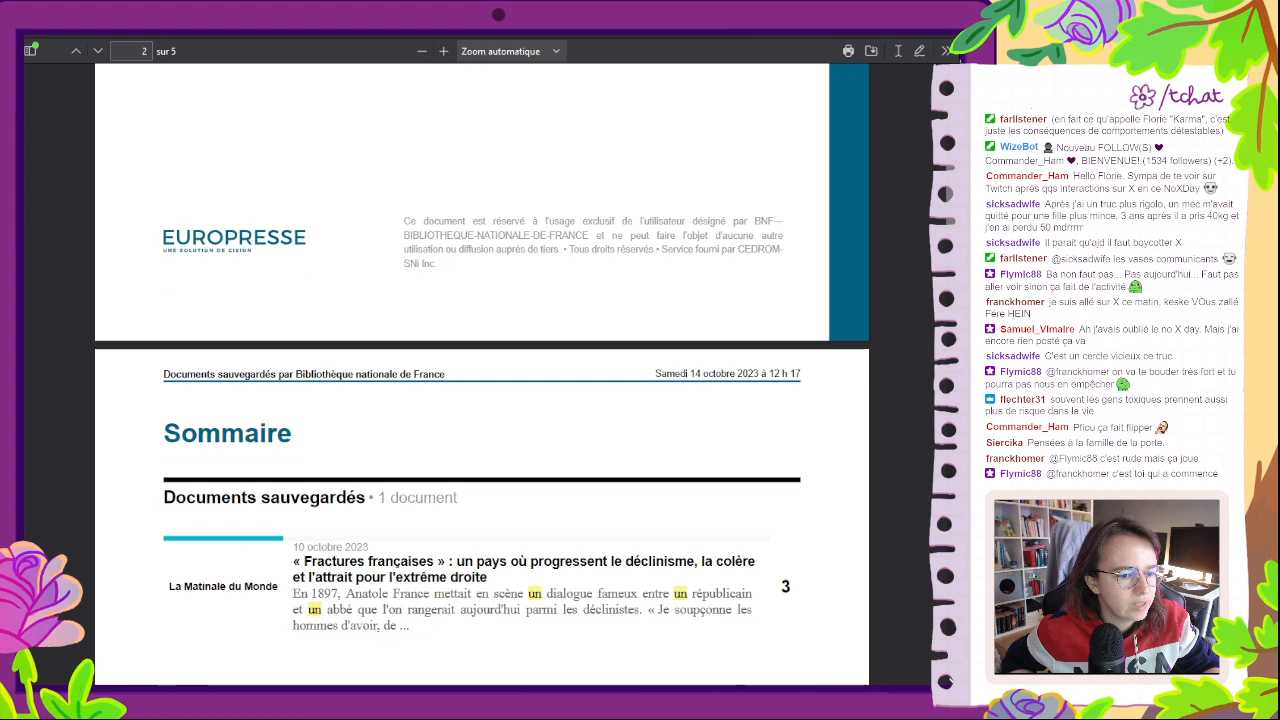 2 sur 5
Zoom automatique
Ce document est réservé à l'usage exclusif de l'utilisateur désigné par BNF---
BIBLIOTHEQUE-NATIONALE-DE-FRANCE et ne peut faire l'objet d'aucune autre
utilisation ou diffusion auprès de tiers. • Tous droits réservés • Service fourni par CEDROM-
SNi Inc.
EUROPRESSE
UNE SOLUTION DE CISION
Documents sauvegardés par Bibliothèque nationale de France
Samedi 14 octobre 2023 à 12 h 17
Sommaire
Documents sauvegardés • 1 document
10 octobre 2023
« Fractures françaises » : un pays où progressent le déclinisme, la colère
et l'attrait pour l'extrême droite
La Matinale du Monde
En 1897, Anatole France mettait en scène un dialogue fameux entre un républicain
et un abbé que l'on rangerait aujourd'hui parmi les déclinistes. « Je soupçonne les
hommes d'avoir, de ...
3
/tchat
farllstener (en fait ce qu'appelle Florie "Karma", c'est
juste les conséquences de comportements détestables)
WizeBot Nouveau FOLLOW(S)
Commander_Ham , BIENVENUE! (1534 followers) (+2).
Commander_Ham Hello Florie. Sympa de te voir sur
Twitch après qqs interactions sur X en ce NoXDay
sicksadwife Après j'ai un truc plus rigolo, un mec m'avait
quitté pour une fille plus mince. 3 ans après il a pris 40kg et
j'en ai perdu 50 mdrrrrr
sicksadwife Il parait qu'ajd il faut boycotter X
farllstener @sicksadwife les vases communicants
Flymlc88 Ba non faut pas... Pas aujourd'hui... Faut pas
aller voir sinon ça fait de l'activité
franckhomer je suis allé sur X ce matin, keske VOus zallé
Fére HEIN
Samuel_Vlmaire Ah j'avais oublié le no X day. Mais j'ai
encore rien posté ça va
sicksadwife C'est un cercle vicieux ce truc
Flymlc88 @franckhomer on va te bouder très fort et tu
pourra pas nous en empêcher
flechter31 souvent les gens toxiques prennent aussi
plus de risque dans la vie
Commander_Ham Pfiou ça fait flipper
Siercika Pensées à la famille de la porte.
franckhomer @Flymic88 c'est rude mais ça joue
Flymlc88 @franckhomer c'est toi qui a commencé